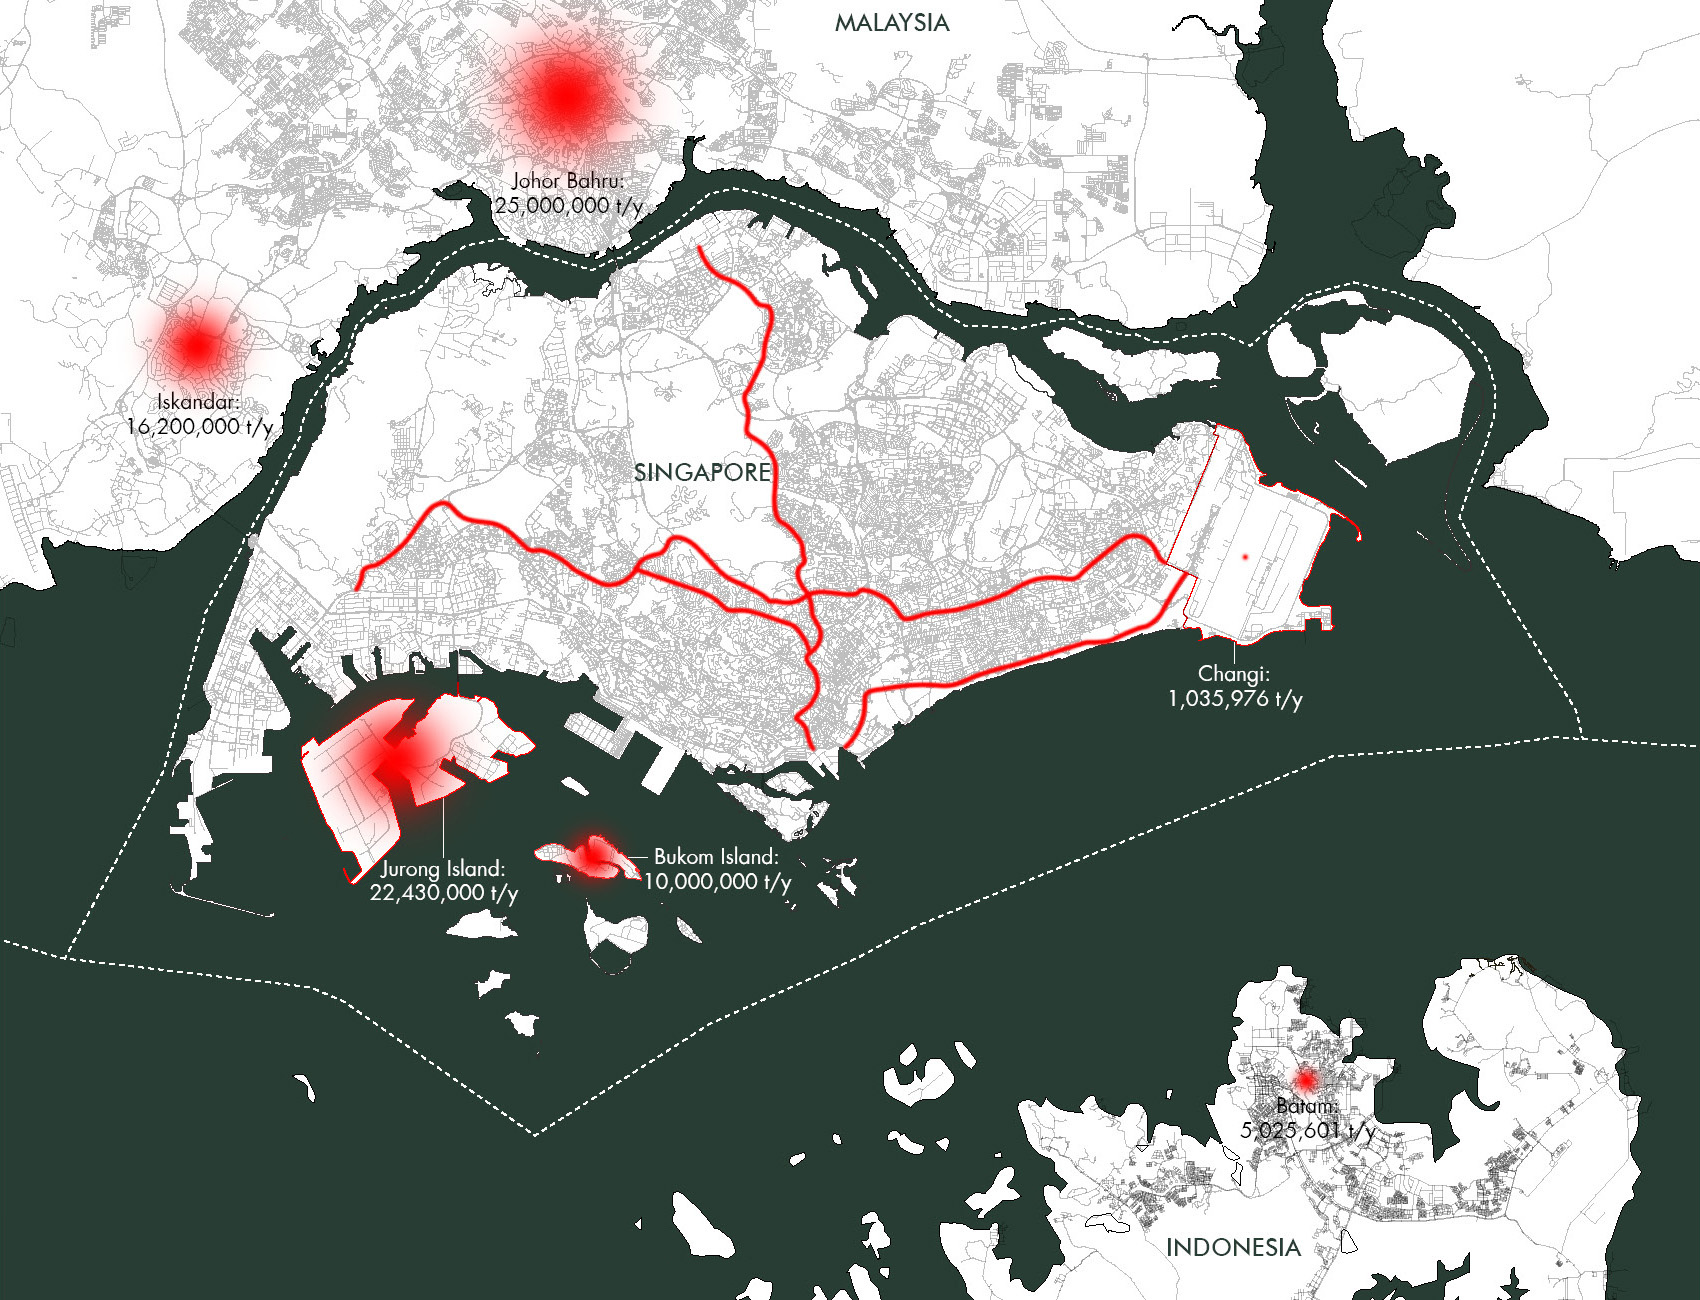 MALAYSIA
Johor Bahru:
25,000,000 t/y
Iskandar:
16,200,000 t/y
SINGAPORE
Changi:
1,035,976 t/y
Jurong Island:
22,430,000 t/y
Bukom Island:
10,000,000 t/y
Batam:
5 025,601 t/y
INDONESIA